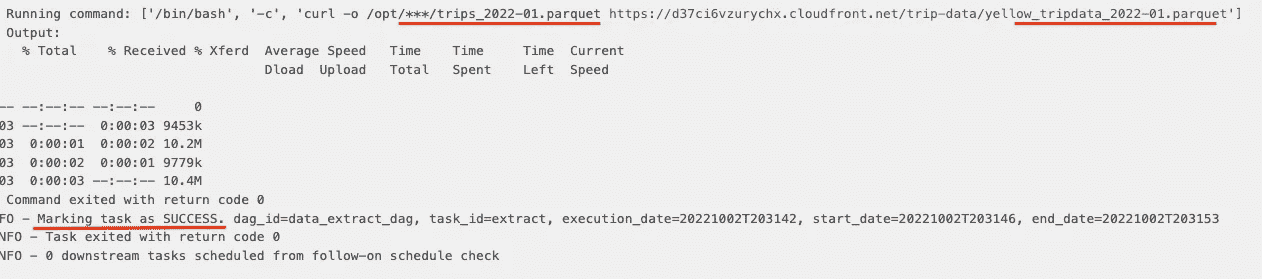 Running command: ['/bin/bash', '-c', 'curl -o /opt/***/trips_2022-01.parquet https://d37ci6vzurychx.cloudfront.net/trip-data/yellow_tripdata_2022-01.parquet']
Output:
% Total % Received % Xferd Average Speed Time Time Time Current
Dload Upload Total Spent Left Speed
-- --:--:-- --:--:-- 0
03 --:--:-- 0:00:03 9453k
03 0:00:01 0:00:02 10.2M
03 0:00:02 0:00:01 9779k
03 0:00:03 --:--:-- 10.4M
Command exited with return code 0
FO - Marking task as SUCCESS. dag_id=data_extract_dag, task_id=extract, execution_date=20221002T203142, start_date=20221002T203146, end_date=20221002T203153
NFO - Task exited with return code 0
NFO - 0 downstream tasks scheduled from follow-on schedule check